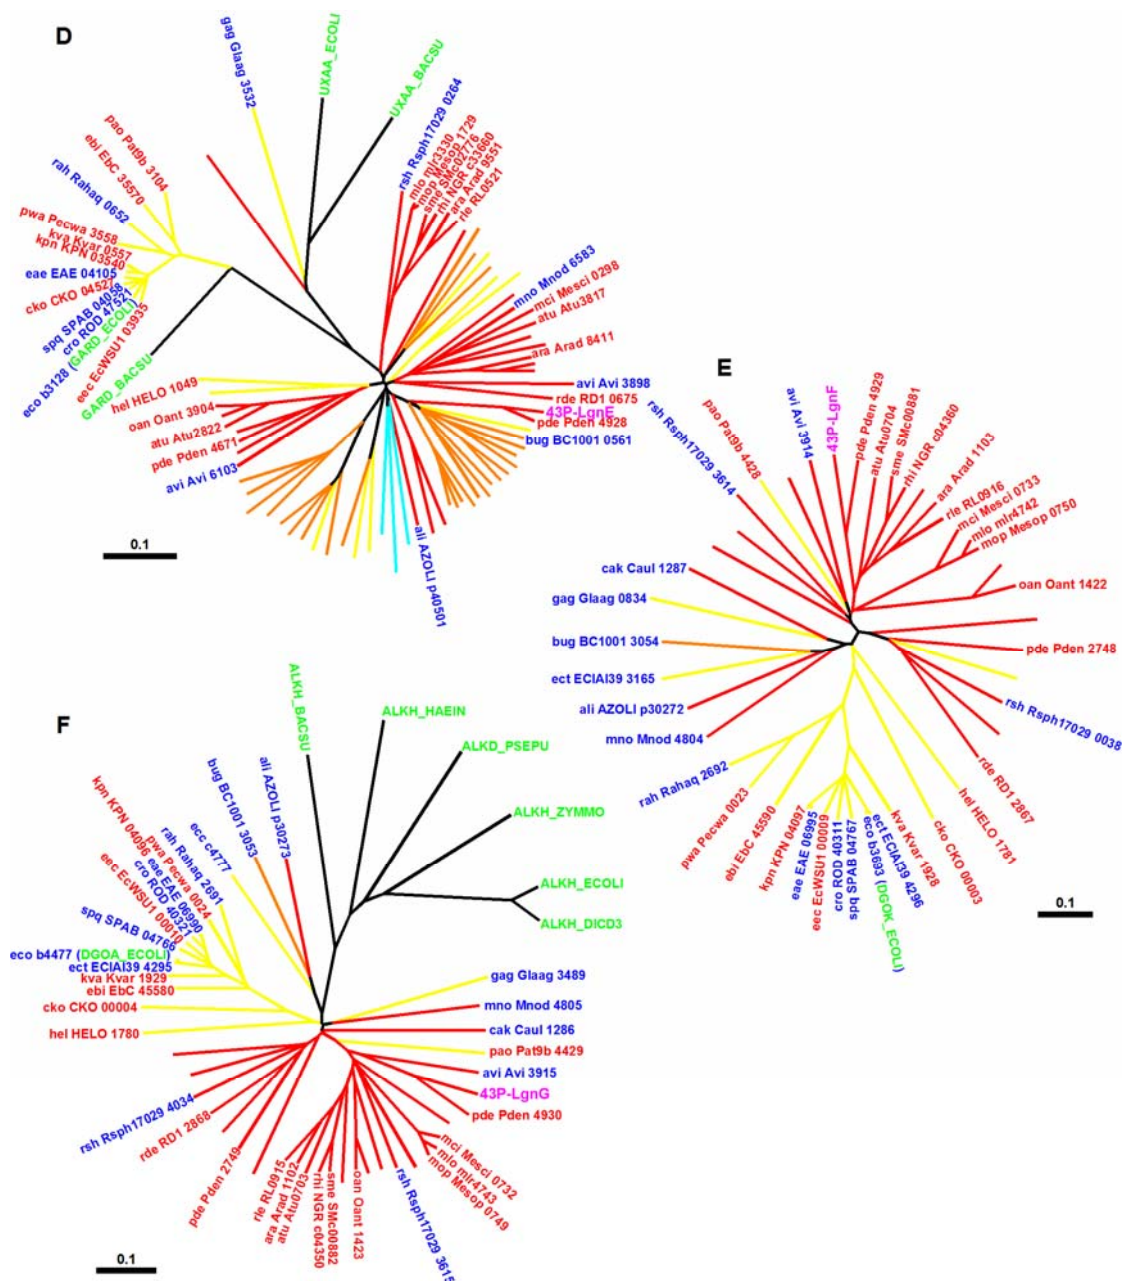 D
gag Glaag 3532
UXAA_ECOLI
UXAA_BACSU
rsh Rsph17029 0264
mlo mlr3330
mop Mesop 1729
sme SMc02776
rhi NGR c33660
ara Arad 9551
rle RL0521
pao Pat9b 3104
ebi EbC 35570
rah Rahaq 0652
pwa Pecwa 3558
kva Kvar 0557
kpn KPN 03540
eae EAE 04105
cko CKO 04527
spq SPAB 04058
cro ROD 47521
eco b3128 (GARD_ECOLI)
eec EcWSU1 03935
GARD_BACSU
mno Mnod 6583
mci Mesci 0298
atu Atu3817
ara Arad 8411
avi Avi 3898
rde RD1 0675
43P-LgnE
pde Pden 4928
bug BC1001 0561
hel HELO 1049
oan Oant 3904
atu Atu2822
pde Pden 4671
avi Avi 6103
ali AZOLI p40501
0.1
E
rsh Rsph17029 3614
pao Pat9b 4428
avi Avi 3914
43P-LgnF
pde Pden 4929
atu Atu0704
sme SMc00881
rhi NGR c04360
ara Arad 1103
rle RL0916
mci Mesci 0733
mlo mlr4742
mop Mesop 0750
oan Oant 1422
pde Pden 2748
rsh Rsph17029 0038
rde RD1 2867
hel HELO 1781
cko CKO 00003
kva Kvar 1928
ect ECIAI39 4296
eco b3693 (DGOK_ECOLI)
spq SPAB 04767
cro ROD 40311
eec EcWSU1 00009
eae EAE 06995
kpn KPN 04097
ebi EbC 45590
pwa Pecwa 0023
rah Rahaq 2692
mno Mnod 4804
ali AZOLI p30272
ect ECIAI39 3165
bug BC1001 3054
gag Glaag 0834
cak Caul 1287
0.1
F
ALKH_BACSU
ALKH_HAEIN
ALKD_PSEPU
ALKH_ZYMMO
ALKH_ECOLI
ALKH_DICD3
ali AZOLI p30273
bug BC1001 3053
ecc c4777
rah Rahaq 2691
pwa Pecwa 0024
kpn KPN 04096
eae EAE 06990
cro ROD 40321
eec EcWSU1 00010
spq SPAB 04766
eco b4477 (DGOA_ECOLI)
ect ECIAI39 4295
kva Kvar 1929
ebi EbC 45580
cko CKO 00004
hel HELO 1780
gag Glaag 3489
mno Mnod 4805
cak Caul 1286
pao Pat9b 4429
avi Avi 3915
43P-LgnG
pde Pden 4930
mci Mesci 0732
mlo mlr4743
mop Mesop 0749
rsh Rsph17029 3615
oan Oant 1423
sme SMc00882
rhi NGR c04350
atu Atu0703
ara Arad 1102
rle RL0915
pde Pden 2749
rde RD1 2868
rsh Rsph17029 4034
0.1